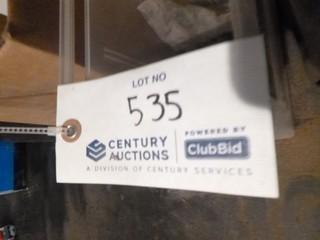 LOT NO
535
CENTURY
AUCTIONS
POWERED BY
ClubBid
A DIVISION OF CENTURY SERVICES